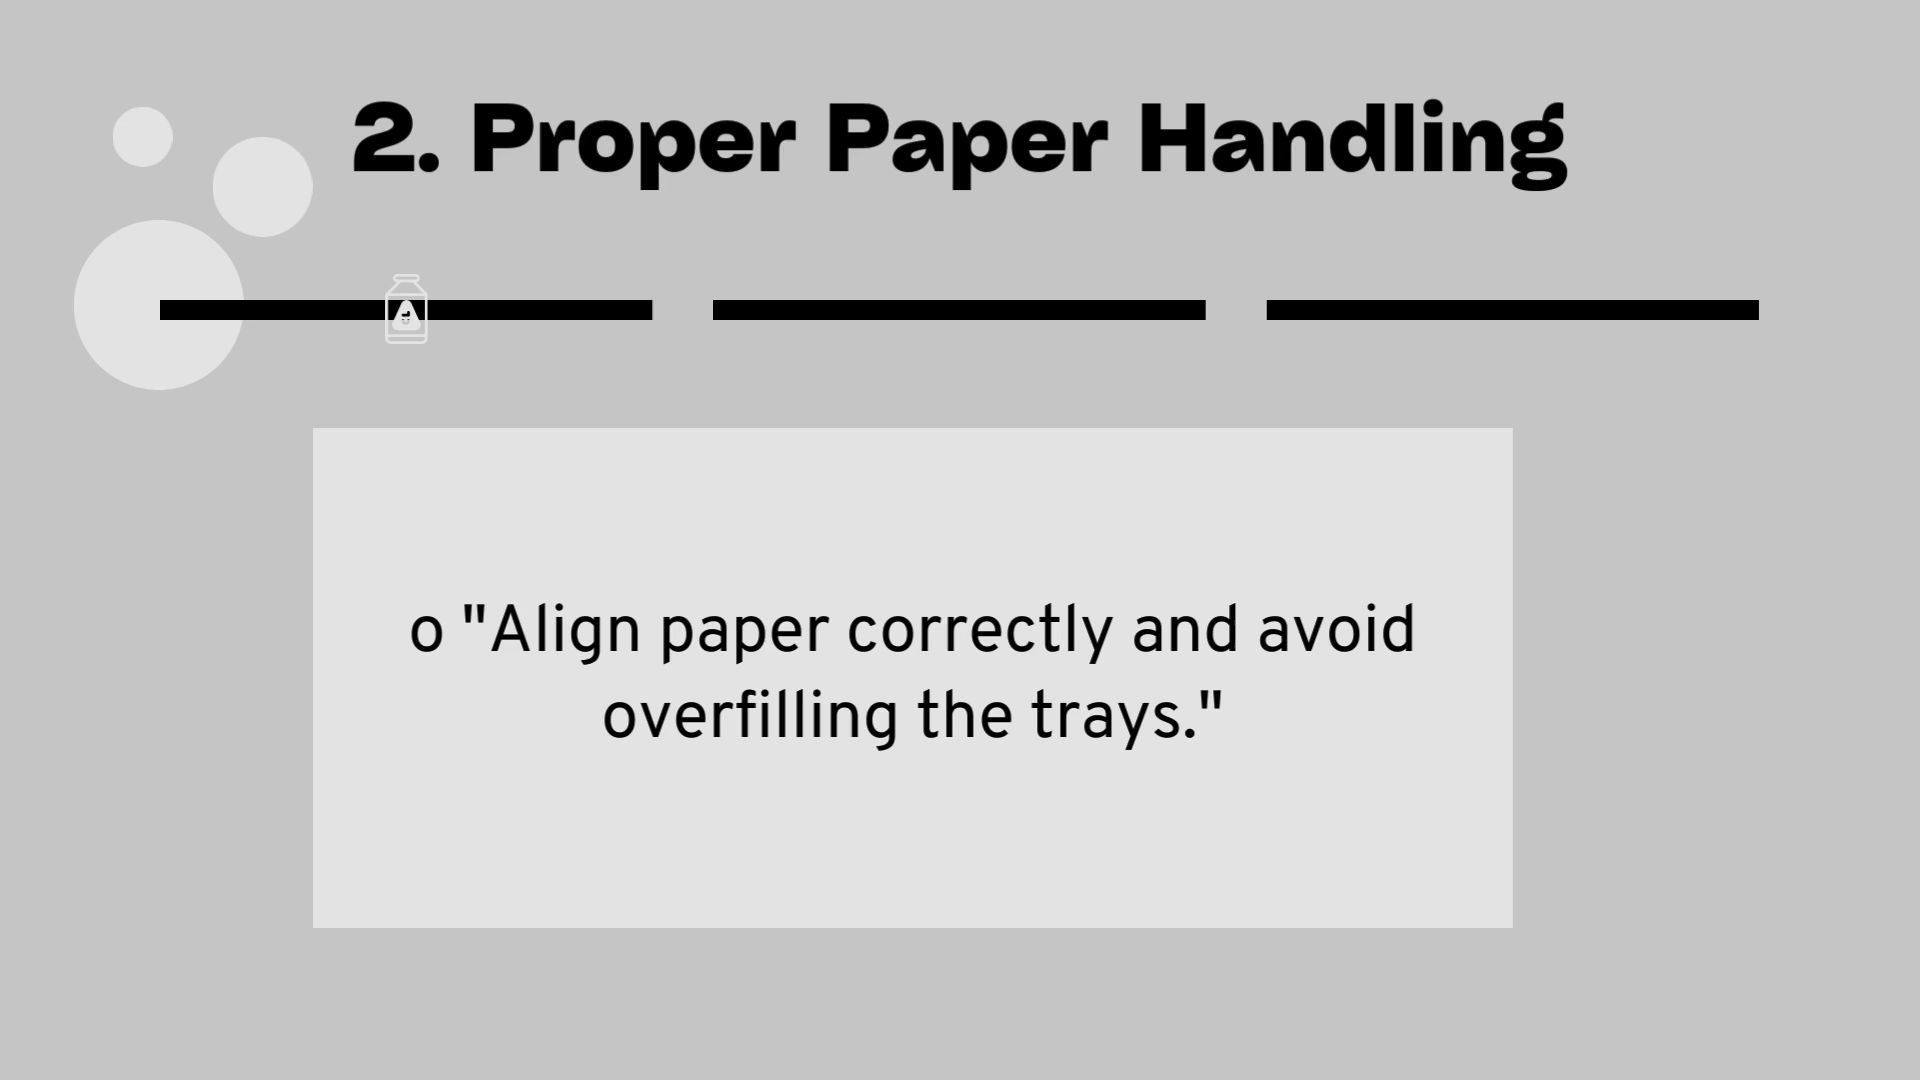 2. Proper Paper Handling
o "Align paper correctly and avoid
overfilling the trays."